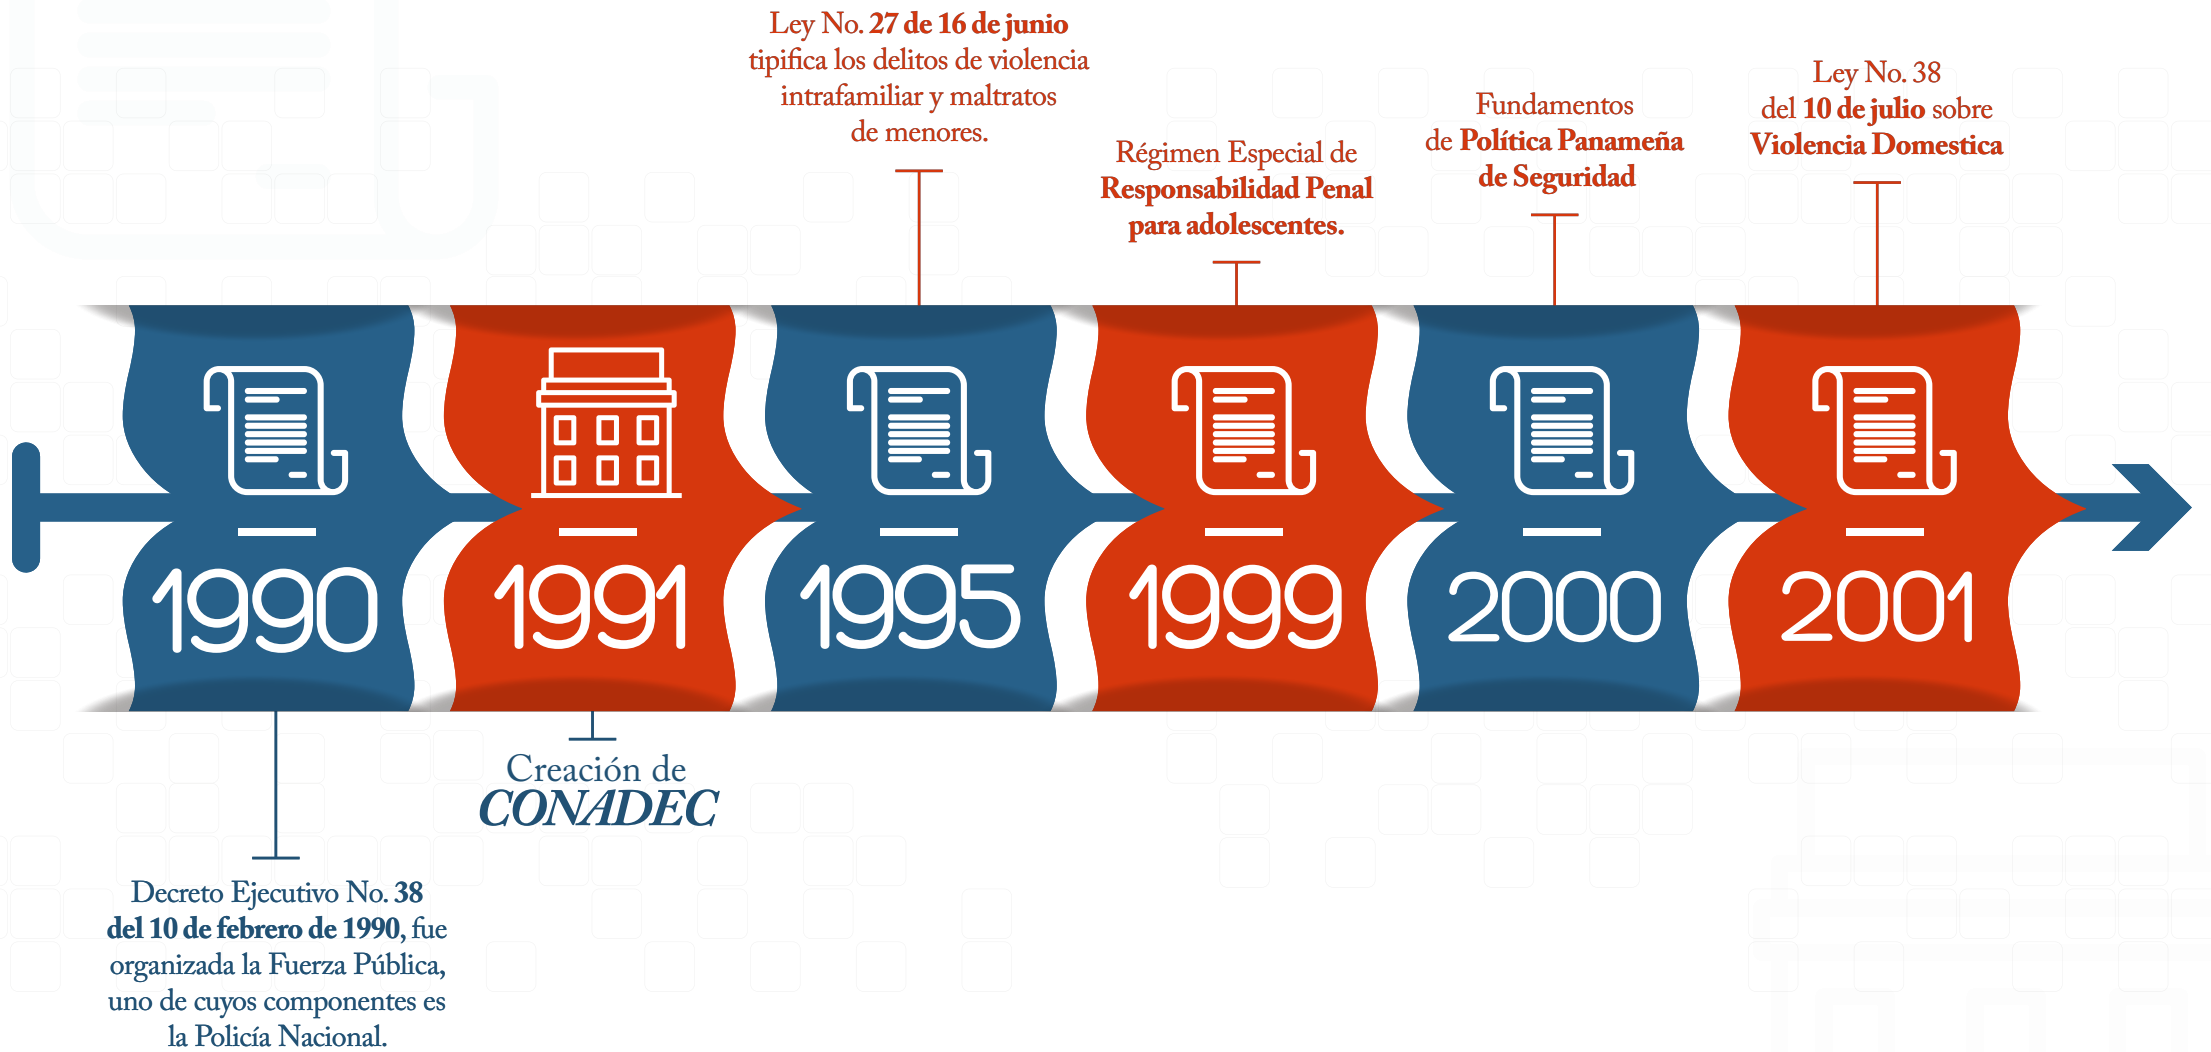 Ley No. 27 de 16 de junio
tipifica los delitos de violencia
intrafamiliar y maltratos
de menores.
Régimen Especial de
Responsabilidad Penal
para adolescentes.
Fundamentos
de Política Panameña
de Seguridad
Ley No. 38
del 10 de julio sobre
Violencia Domestica
1990
1991
1995
1999
2000
2001
Creación de
CONADEC
Decreto Ejecutivo No. 38
del 10 de febrero de 1990, fue
organizada la Fuerza Pública,
uno de cuyos componentes es
la Policía Nacional.